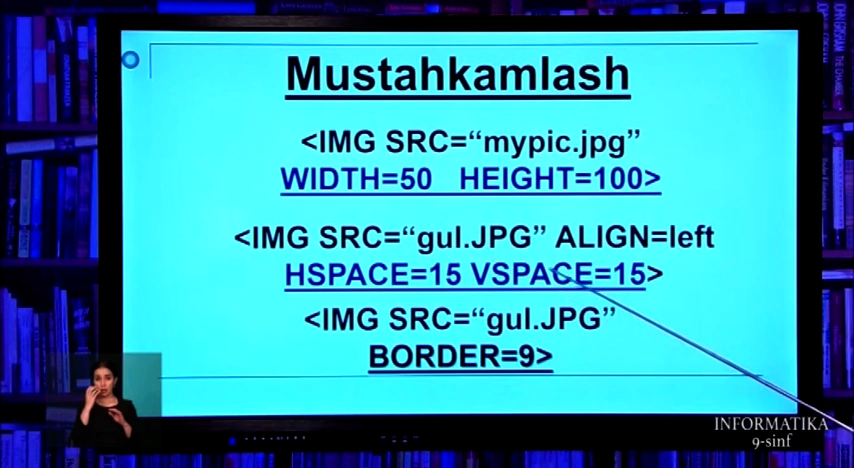 Mustahkamlash
<IMG SRC=“mypic.jpg”
WIDTH=50 HEIGHT=100>
<IMG SRC=“gul.JPG” ALIGN=left
HSPACE=15 VSPACE=15>
<IMG SRC=“gul.JPG”
BORDER=9>
INFORMATIKA
9-sinf